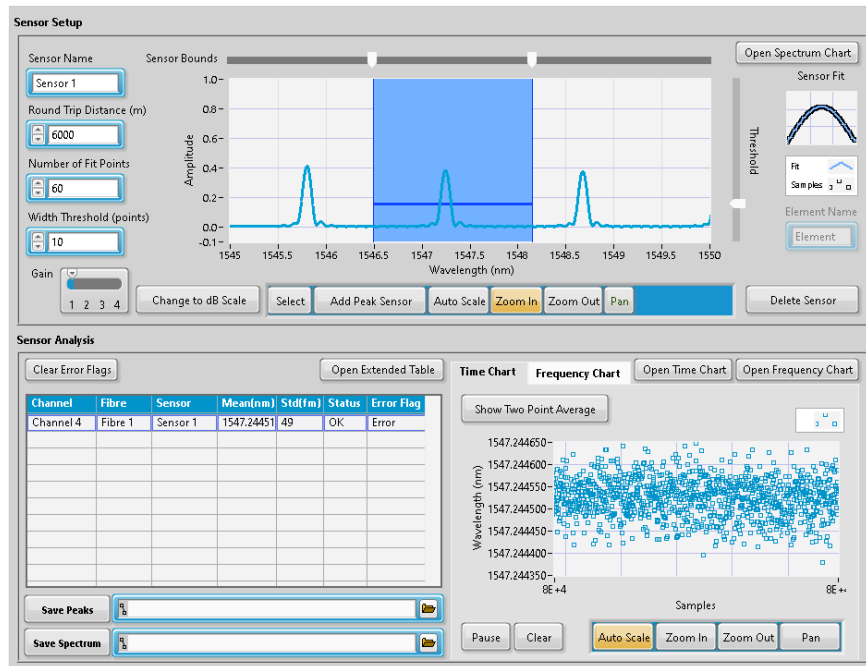 Sensor Setup
Sensor Name
Sensor 1
Round Trip Distance (m)
6000
Number of Fit Points
60
Width Threshold (points)
10
Gain
1 2 3 4
Sensor Bounds
Amplitude
1.0
0.8
0.6
0.4
0.2
0.0
-0.1
1545 1545.5 1546 1546.5 1547 1547.5 1548 1548.5 1549 1549.5 1550
Wavelength (nm)
Threshold
Open Spectrum Chart
Sensor Fit
Fit
Samples
Element Name
Element
Change to dB Scale
Select Add Peak Sensor Auto Scale Zoom In Zoom Out Pan
Delete Sensor
Sensor Analysis
Clear Error Flags
Open Extended Table
Channel Fibre Sensor Mean(nm) Std(fm) Status Error Flag
Channel 4 Fibre 1 Sensor 1 1547.24451 49 OK Error
Save Peaks
Save Spectrum
Time Chart Frequency Chart Open Time Chart Open Frequency Chart
Show Two Point Average
Wavelength (nm)
1547.244650
1547.244600
1547.244550
1547.244500
1547.244450
1547.244400
1547.244350
8E+4 8E+4
Samples
Pause Clear Auto Scale Zoom In Zoom Out Pan